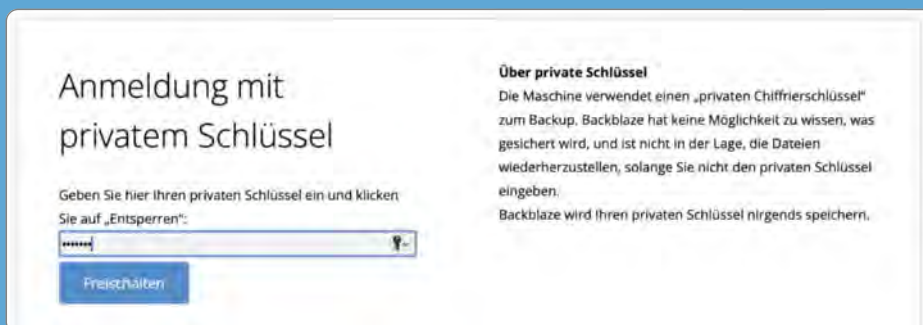 Anmeldung mit
privatem Schlüssel
Geben Sie hier Ihren privaten Schlüssel ein und klicken
Sie auf „Entsperren“:
•••••••
Freischalten
Über private Schlüssel
Die Maschine verwendet einen „privaten Chiffrierschlüssel“
zum Backup. Backblaze hat keine Möglichkeit zu wissen, was
gesichert wird, und ist nicht in der Lage, die Dateien
wiederherzustellen, solange Sie nicht den privaten Schlüssel
eingeben.
Backblaze wird Ihren privaten Schlüssel nirgends speichern.